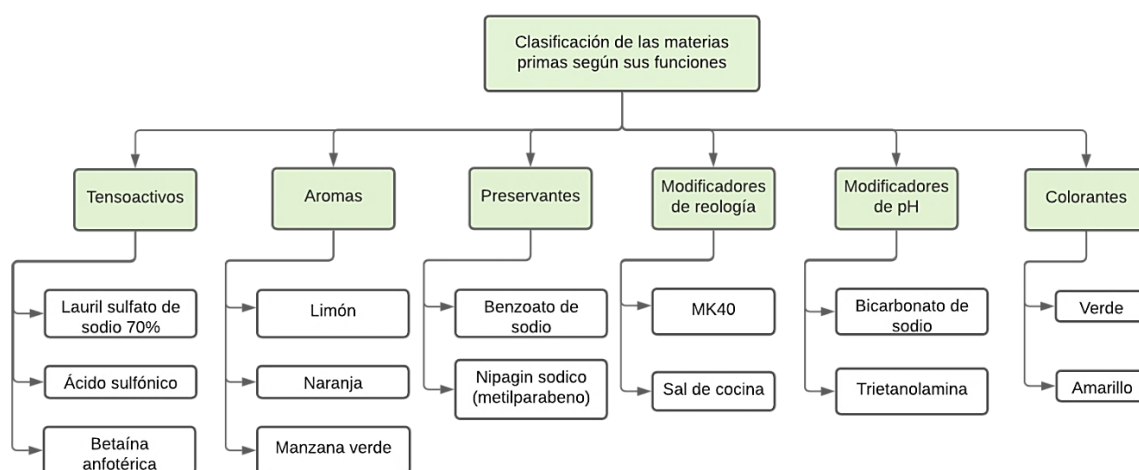 Clasificación de las materias
primas según sus funciones
Tensoactivos
Aromas
Preservantes
Modificadores
de reología
Modificadores
de pH
Colorantes
Lauril sulfato de
sodio 70%
Ácido sulfónico
Betaína
anfotérica
Limón
Naranja
Manzana verde
Benzoato de
sodio
Nipagin sodico
(metilparabeno)
MK40
Sal de cocina
Bicarbonato de
sodio
Trietanolamina
Verde
Amarillo